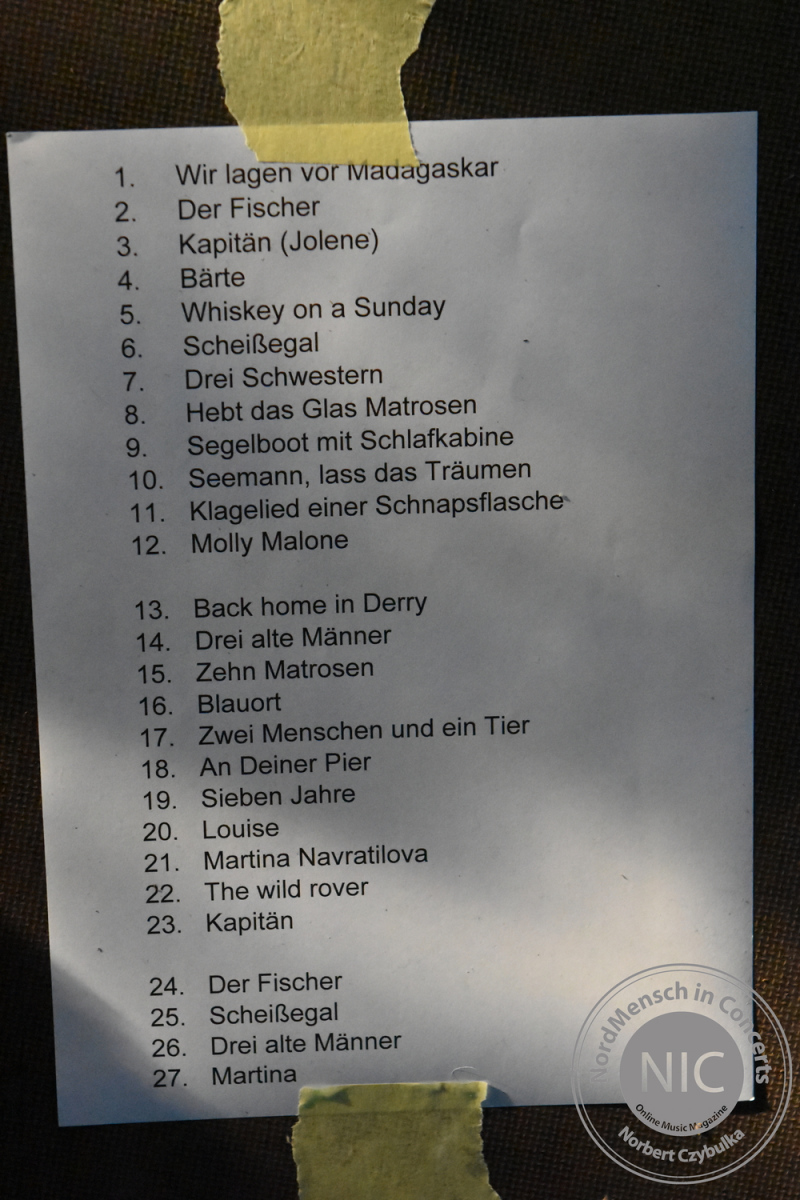 1. Wir lagen vor Madagaskar
2. Der Fischer
3. Kapitän (Jolene)
4. Bärte
5. Whiskey on a Sunday
6. Scheißegal
7. Drei Schwestern
8. Hebt das Glas Matrosen
9. Segelboot mit Schlafkabine
10. Seemann, lass das Träumen
11. Klagelied einer Schnapsflasche
12. Molly Malone
13. Back home in Derry
14. Drei alte Männer
15. Zehn Matrosen
16. Blauort
17. Zwei Menschen und ein Tier
18. An Deiner Pier
19. Sieben Jahre
20. Louise
21. Martina Navratilova
22. The wild rover
23. Kapitän
24. Der Fischer
25. Scheißegal
26. Drei alte Männer
27. Martina
NordMensch in Concerts
NIC
Online Music Magazine
Norbert Czybulka